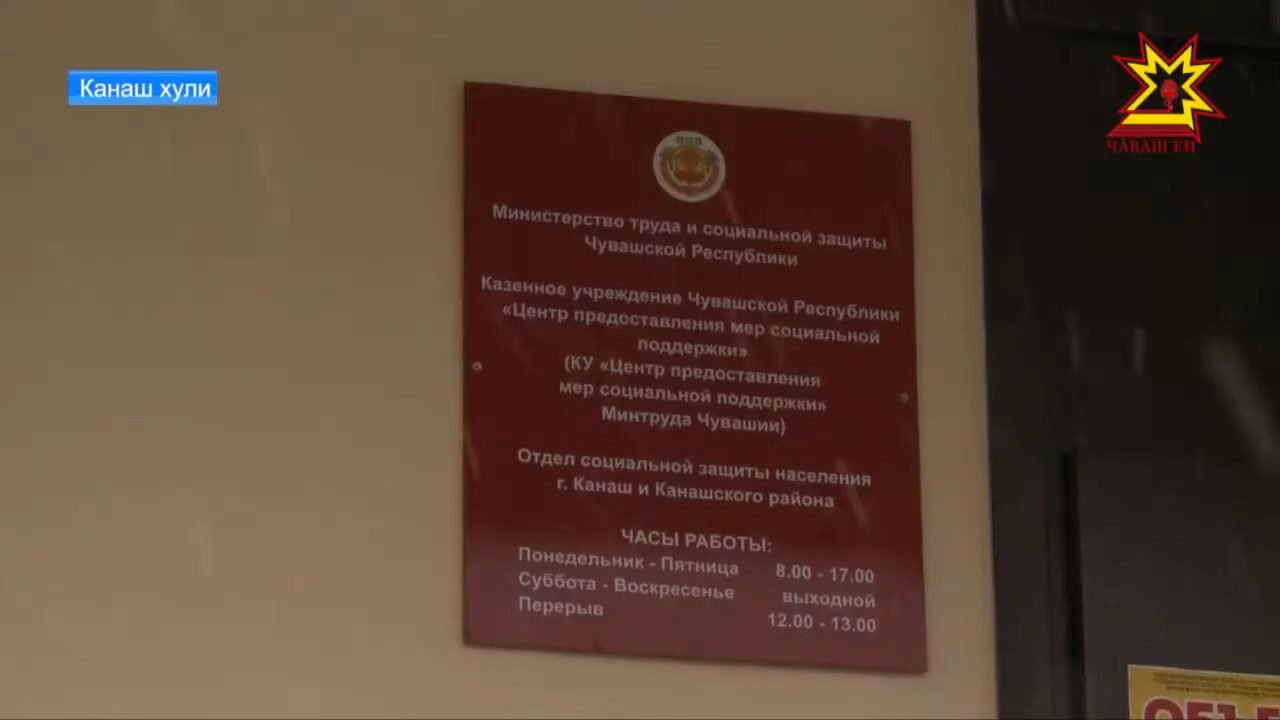 Канаш хули
ЧӐВАШ ЕН
Министерство труда и социальной защиты
Чувашской Республики
Казенное учреждение Чувашской Республики
«Центр предоставления мер социальной
поддержки»
(КУ «Центр предоставления
мер социальной поддержки»
Минтруда Чувашии)
Отдел социальной защиты населения
г. Канаш и Канашского района
ЧАСЫ РАБОТЫ:
Понедельник - Пятница 8.00 - 17.00
Суббота - Воскресенье выходной
Перерыв 12.00 - 13.00